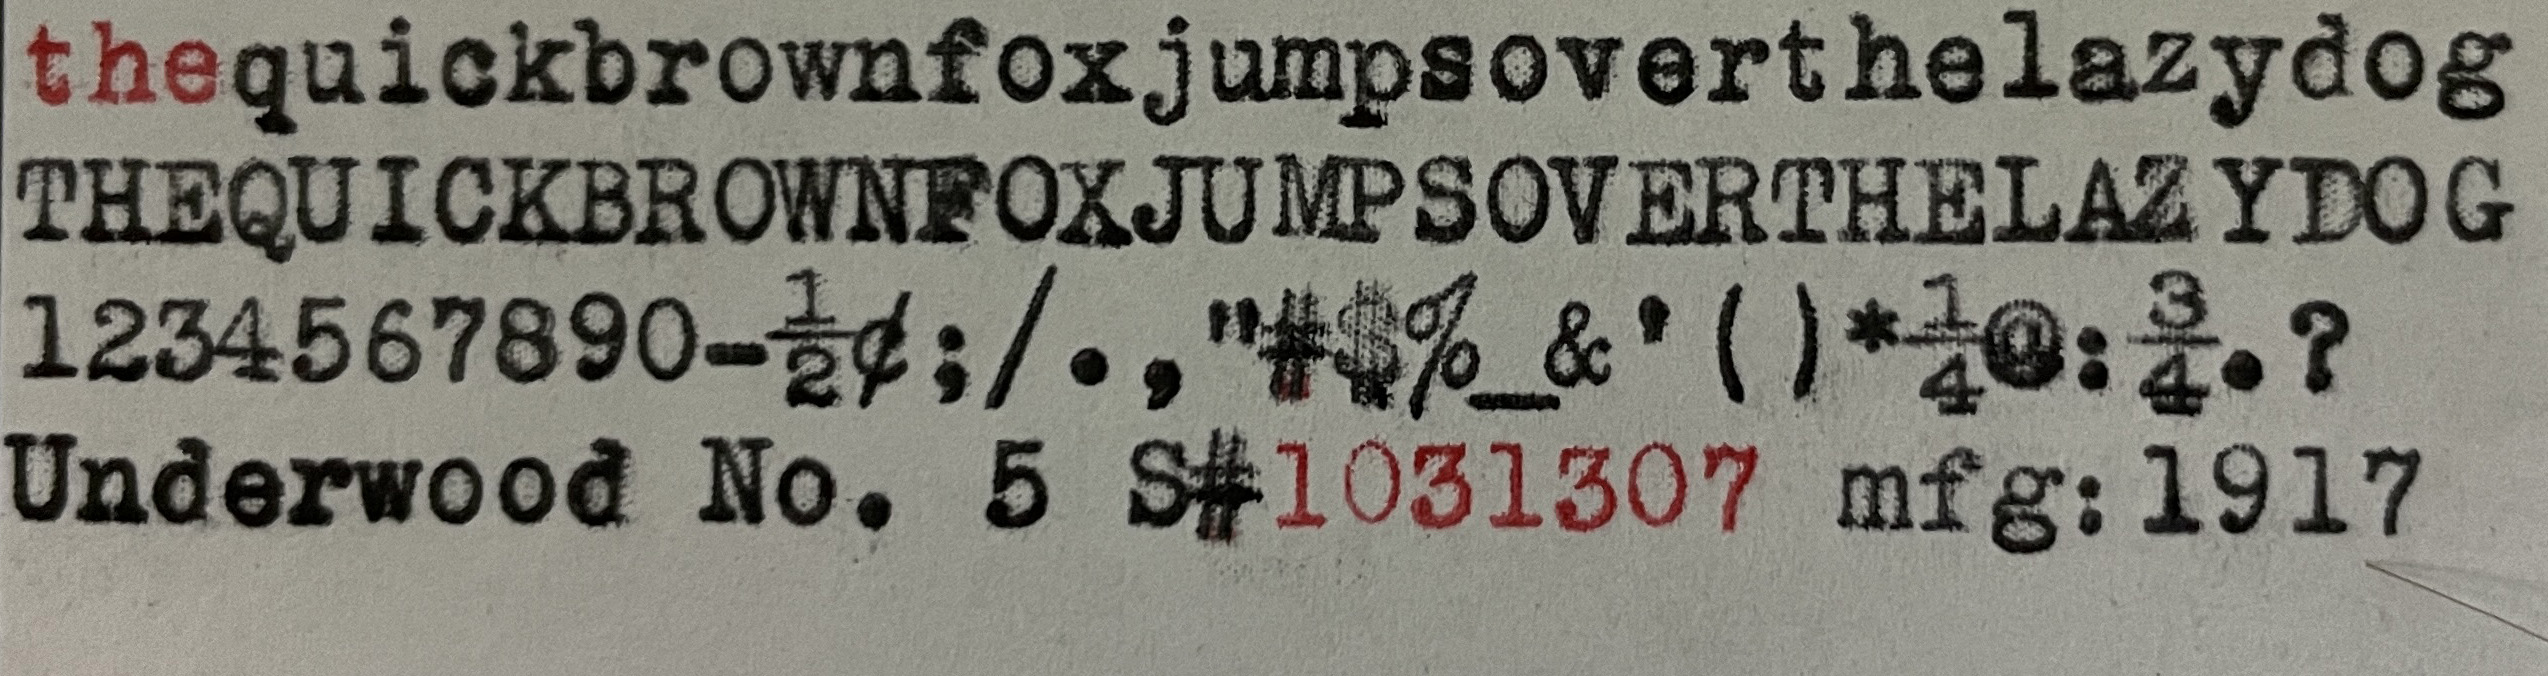 thequickbrownfoxjumpsoverthelazydog
THEQUICKBROWNFOXJUMPSOVERTHELAZYDOG
1234567890-½¢;/.,"#$%_&'()*¼@:¾.?
Underwood No. 5 S#1031307 mfg:1917